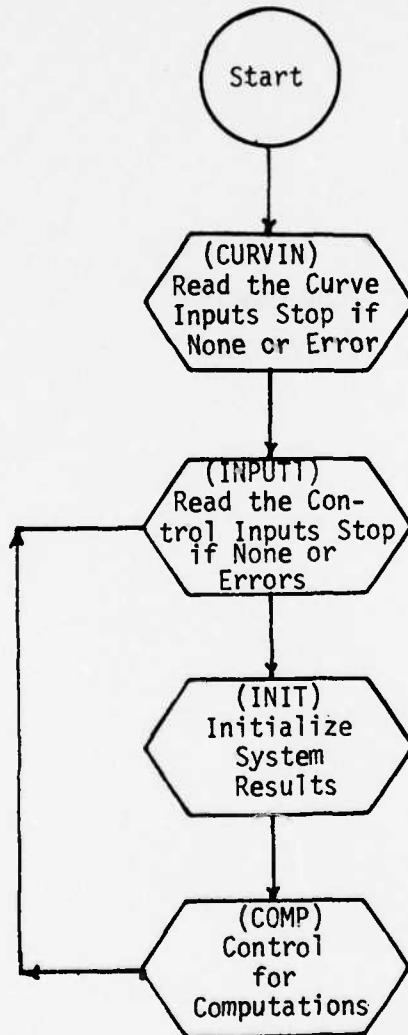 Start
(CURVIN)
Read the Curve
Inputs Stop if
None or Error
(INPUT1)
Read the Con-
trol Inputs Stop
if None or
Errors
(INIT)
Initialize
System
Results
(COMP)
Control
for
Computations